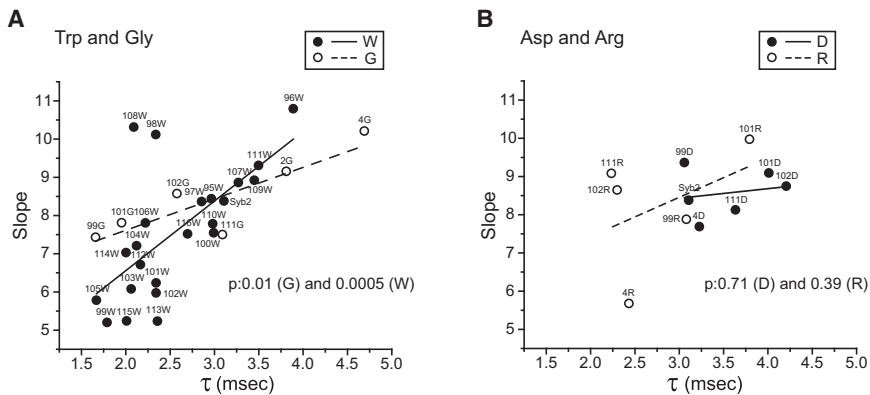 A
Trp and Gly
W
G
Slope
11
10
9
8
7
6
5
108W
98W
96W
4G
111W
107W
2G
102G
97W
95W
109W
Syb2
101G
106W
99G
110W
116W
111G
104W
100W
114W
112W
103W
101W
105W
102W
99W
115W
113W
p:0.01 (G) and 0.0005 (W)
1.5 2.0 2.5 3.0 3.5 4.0 4.5 5.0
τ (msec)
B
Asp and Arg
D
R
Slope
11
10
9
8
7
6
5
101R
99D
111R
101D
102R
102D
Syb2
111D
99R
4D
4R
p:0.71 (D) and 0.39 (R)
1.5 2.0 2.5 3.0 3.5 4.0 4.5 5.0
τ (msec)